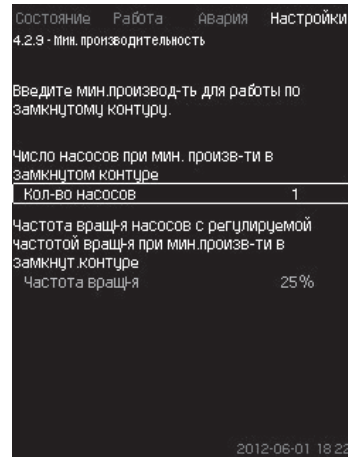 Состояние Работа Авария Настройки
4.2.9 - Мин. производительность
Введите мин.производ-ть для работы по
замкнутому контуру.
Число насосов при мин. произв-ти в
замкнутом контуре
Кол-во насосов 1
Частота вращ-я насосов с регулируемой
частотой вращ-я при мин.произв-ти в
замкнут.контуре
Частота вращ-я 25%
2012-06-01 18:22